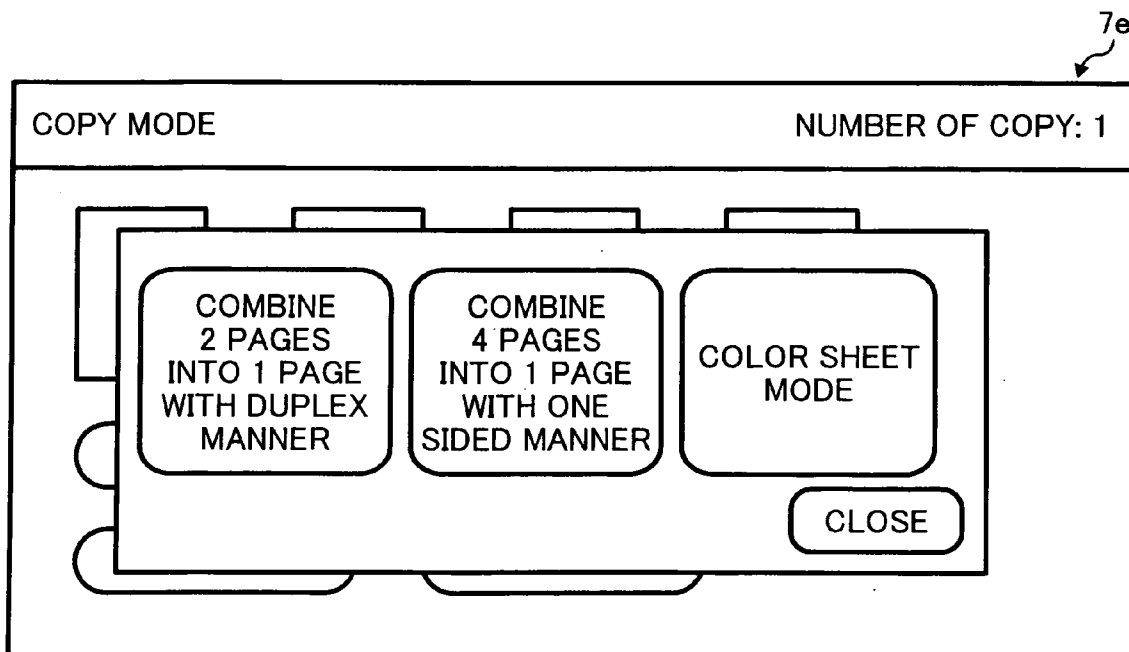 7e
COPY MODE
NUMBER OF COPY: 1
COMBINE
2 PAGES
INTO 1 PAGE
WITH DUPLEX
MANNER
COMBINE
4 PAGES
INTO 1 PAGE
WITH ONE
SIDED MANNER
COLOR SHEET
MODE
CLOSE